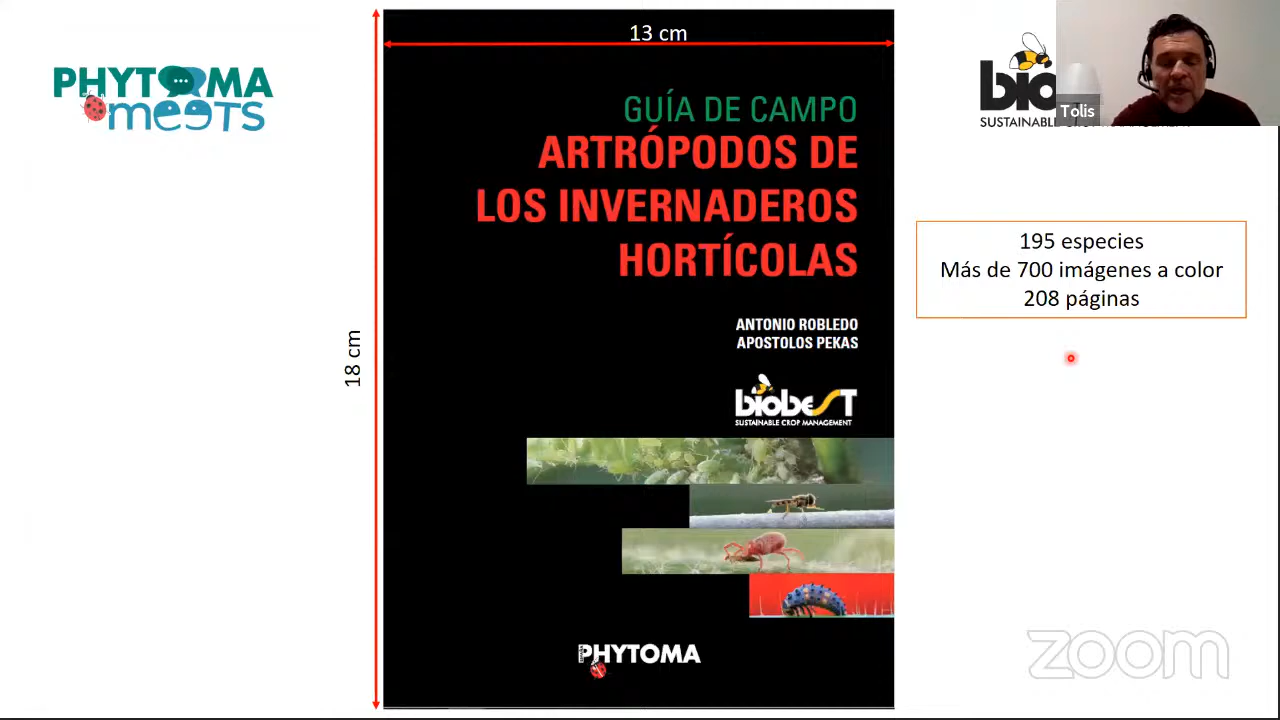 PHYTOMA
meets
13 cm
18 cm
GUÍA DE CAMPO
ARTRÓPODOS DE
LOS INVERNADEROS
HORTÍCOLAS
ANTONIO ROBLEDO
APOSTOLOS PEKAS
biobest
SUSTAINABLE CROP MANAGEMENT
PHYTOMA
SUSTAINABLE
Tolis
195 especies
Más de 700 imágenes a color
208 páginas
zoom